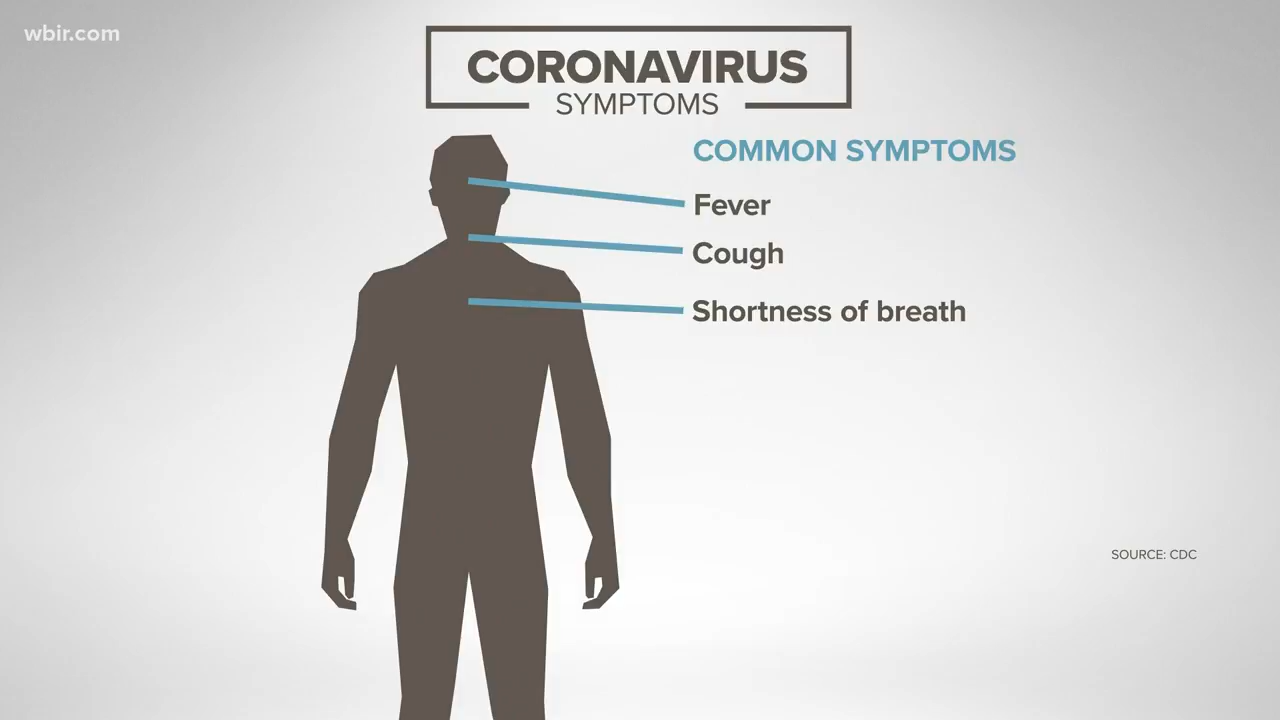 wbir.com
CORONAVIRUS
SYMPTOMS
COMMON SYMPTOMS
Fever
Cough
Shortness of breath
SOURCE: CDC